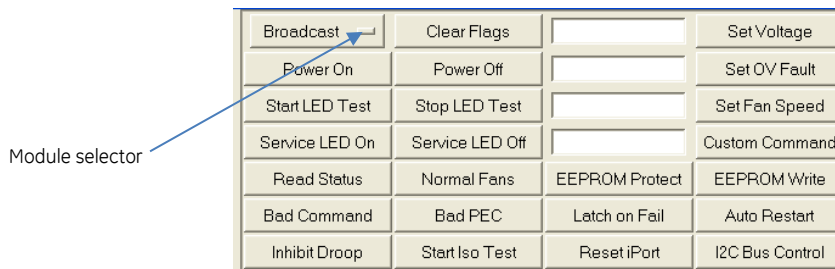 Broadcast Clear Flags Set Voltage
Power On Power Off Set OV Fault
Start LED Test Stop LED Test Set Fan Speed
Service LED On Service LED Off Custom Command
Module selector
Read Status Normal Fans EEPROM Protect EEPROM Write
Bad Command Bad PEC Latch on Fail Auto Restart
Inhibit Droop Start Iso Test Reset iPort I2C Bus Control